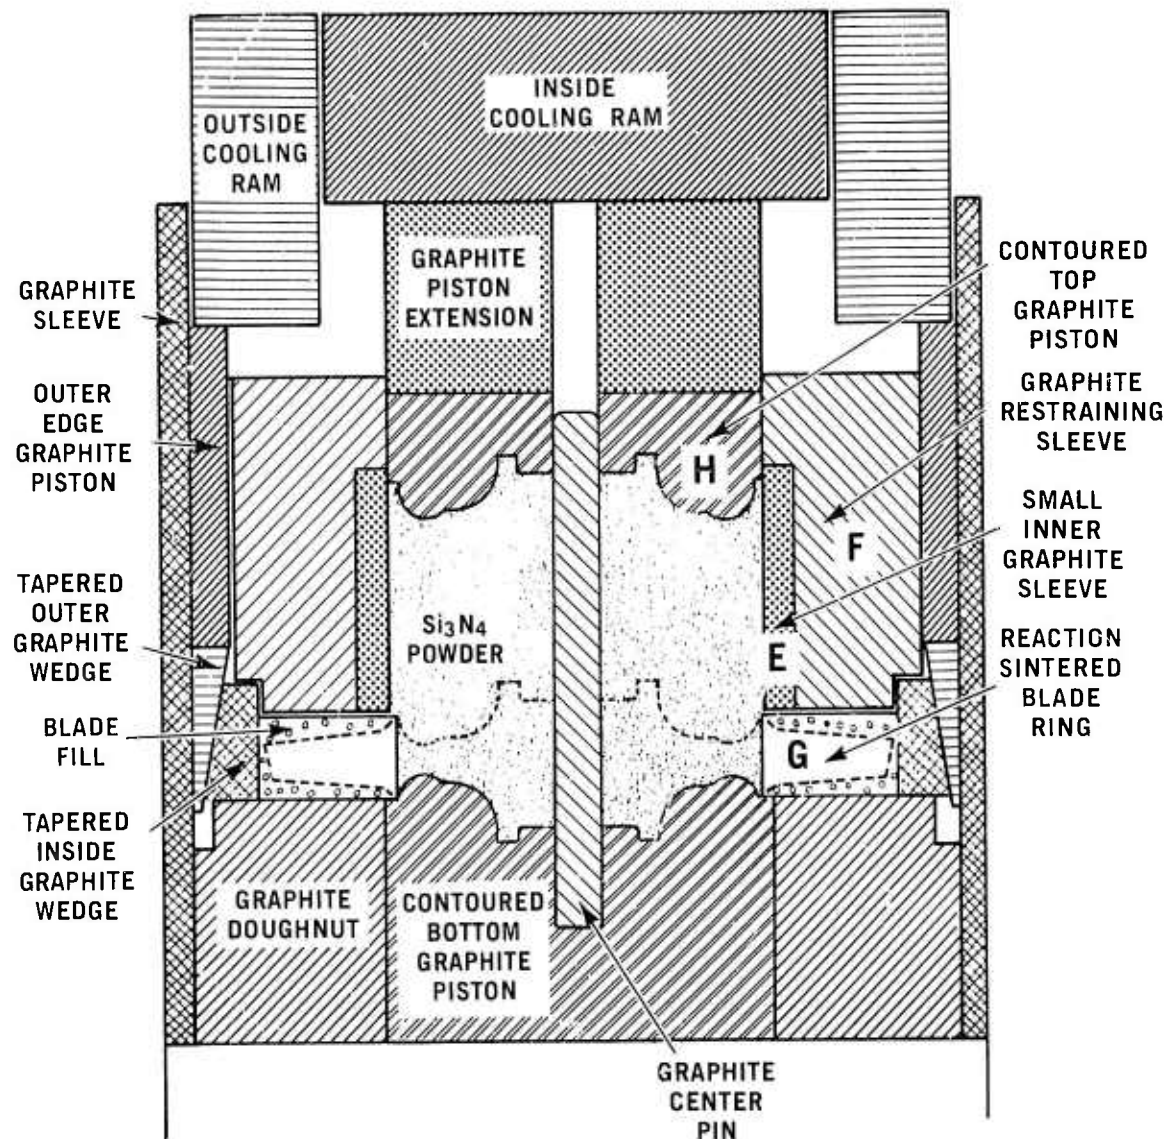 INSIDE
COOLING RAM
OUTSIDE
COOLING
RAM
GRAPHITE
PISTON
EXTENSION
GRAPHITE
SLEEVE
OUTER
EDGE
GRAPHITE
PISTON
TAPERED
OUTER
GRAPHITE
WEDGE
BLADE
FILL
TAPERED
INSIDE
GRAPHITE
WEDGE
Si3N4
POWDER
GRAPHITE
DOUGHNUT
CONTOURED
BOTTOM
GRAPHITE
PISTON
H
F
E
G
CONTOURED
TOP
GRAPHITE
PISTON
GRAPHITE
RESTRAINING
SLEEVE
SMALL
INNER
GRAPHITE
SLEEVE
REACTION
SINTERED
BLADE
RING
GRAPHITE
CENTER
PIN